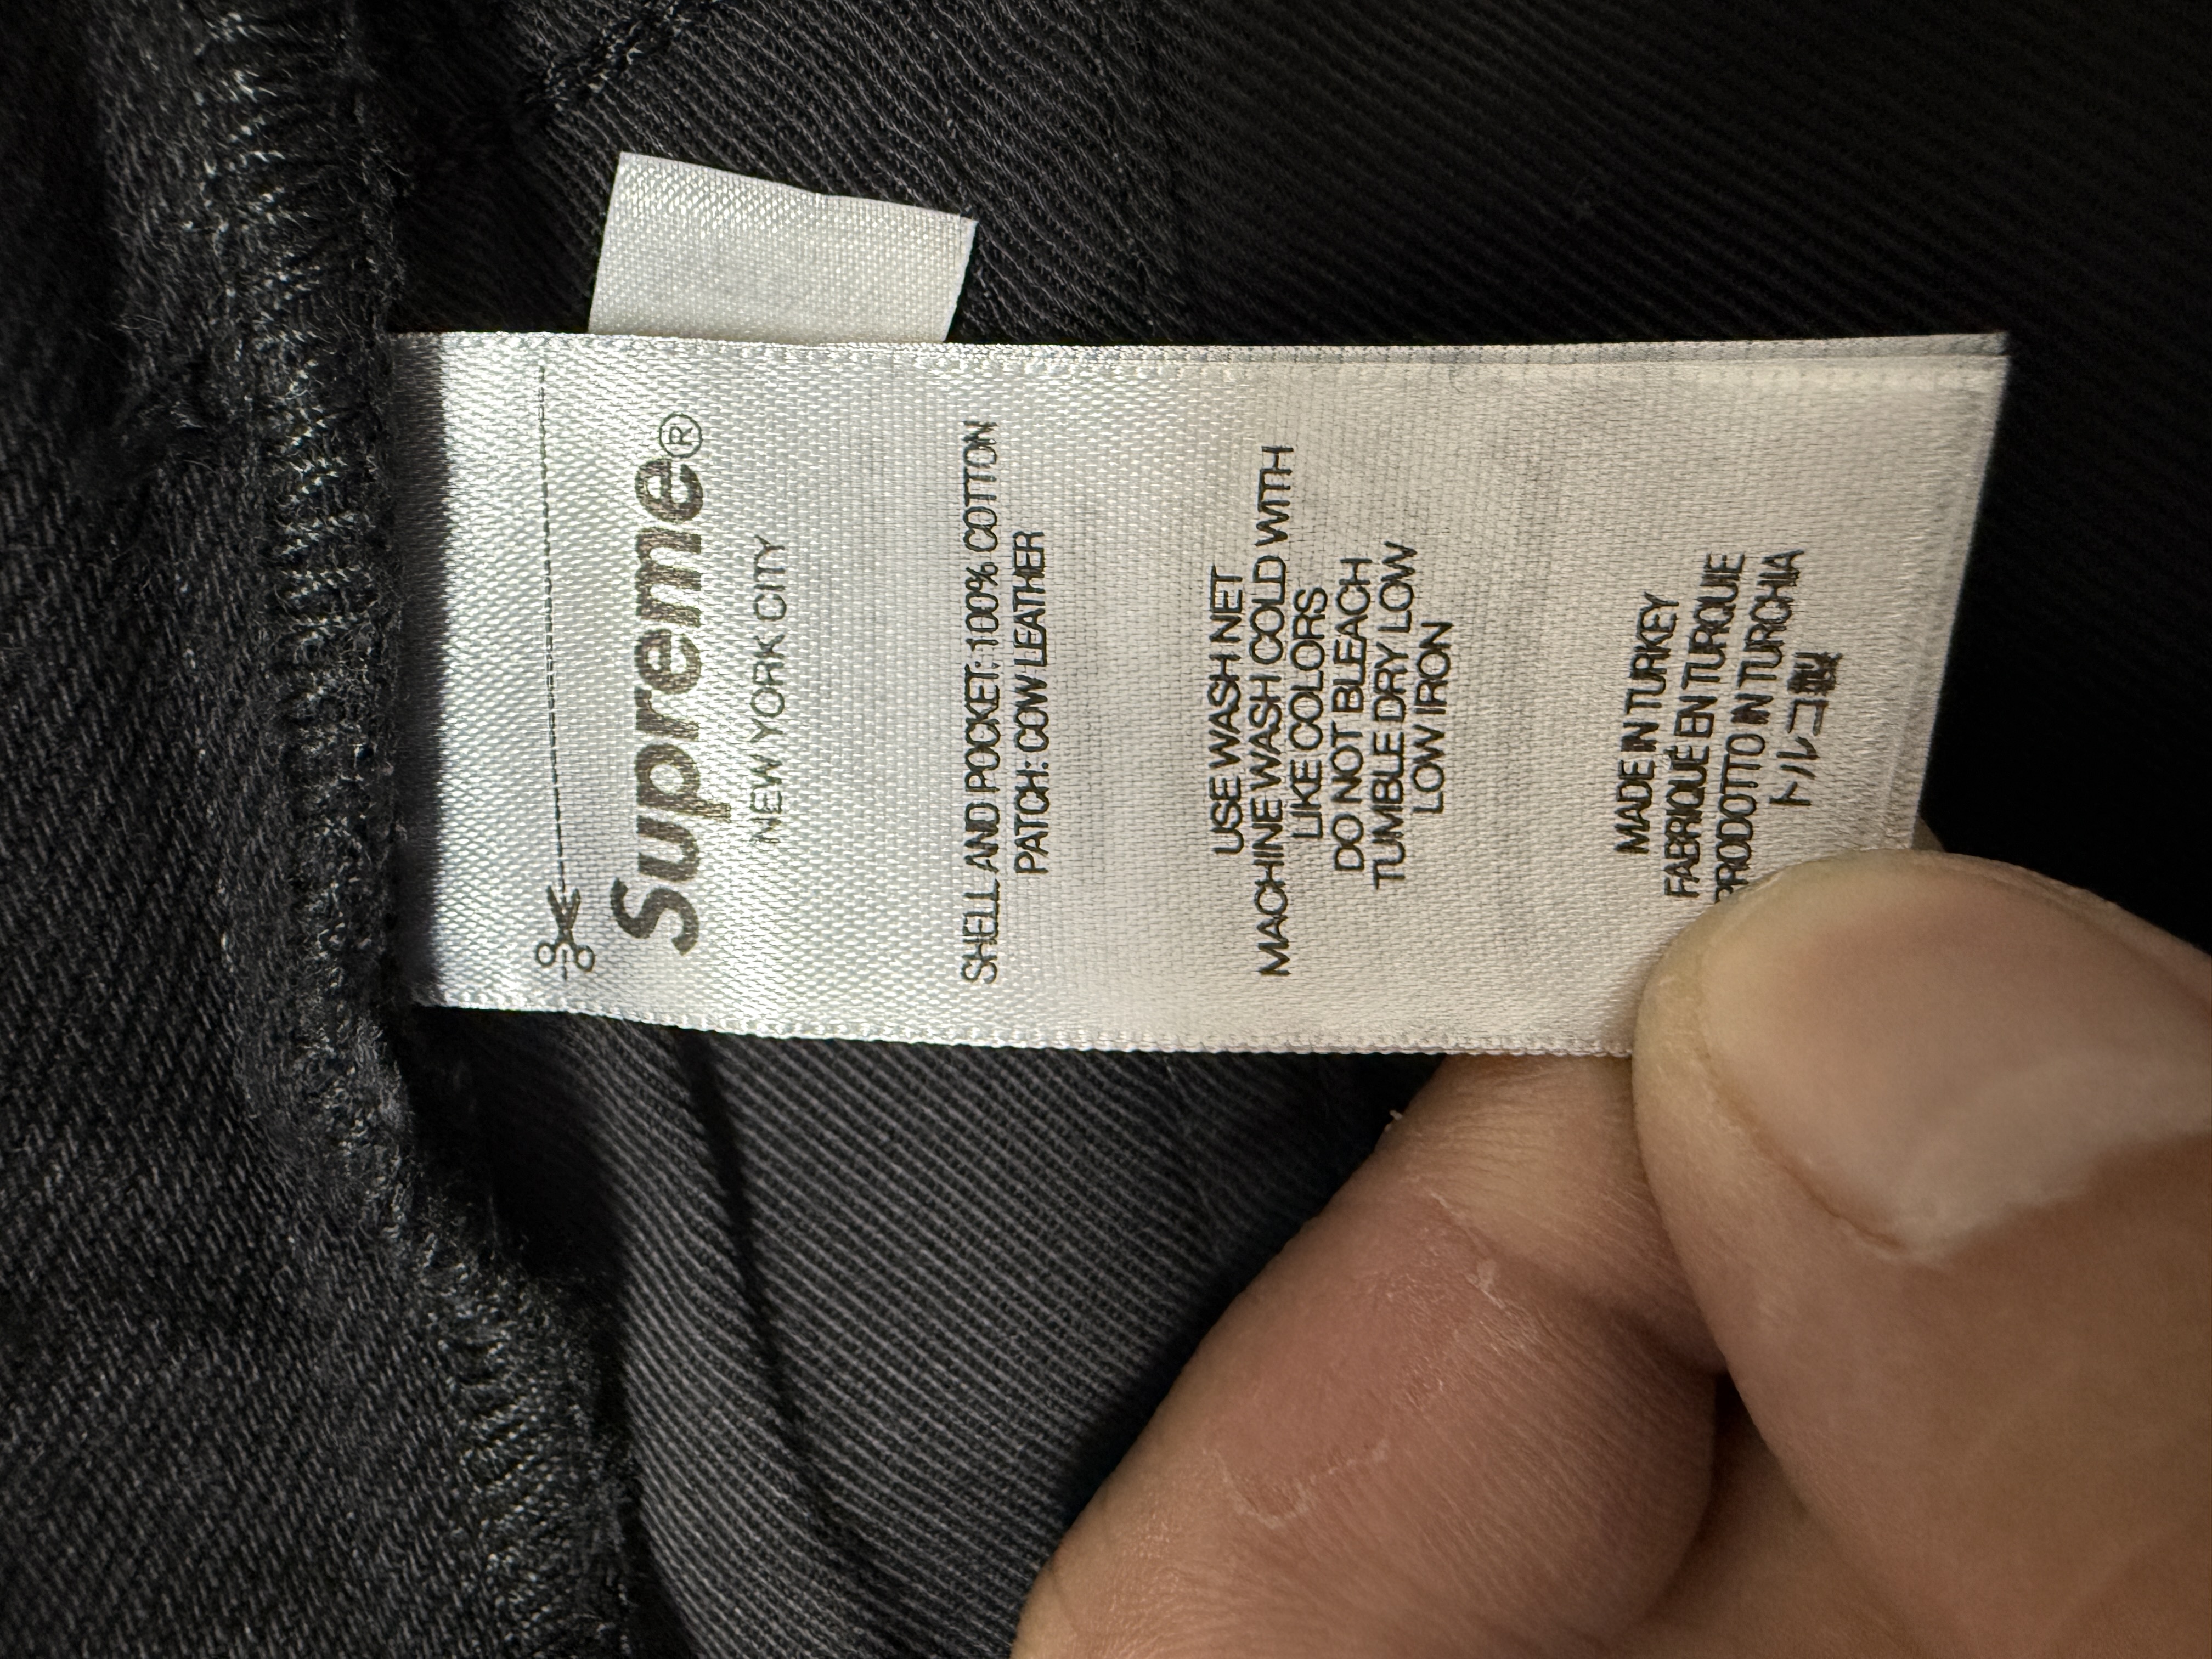 Supreme®
NEW YORK CITY
SHELL AND POCKET: 100% COTTON
PATCH: COW LEATHER
USE WASH NET
MACHINE WASH COLD WITH
LIKE COLORS
DO NOT BLEACH
TUMBLE DRY LOW
LOW IRON
MADE IN TURKEY
FABRIQUÉ EN TURQUIE
PRODOTTO IN TURCHIA
トルコ製